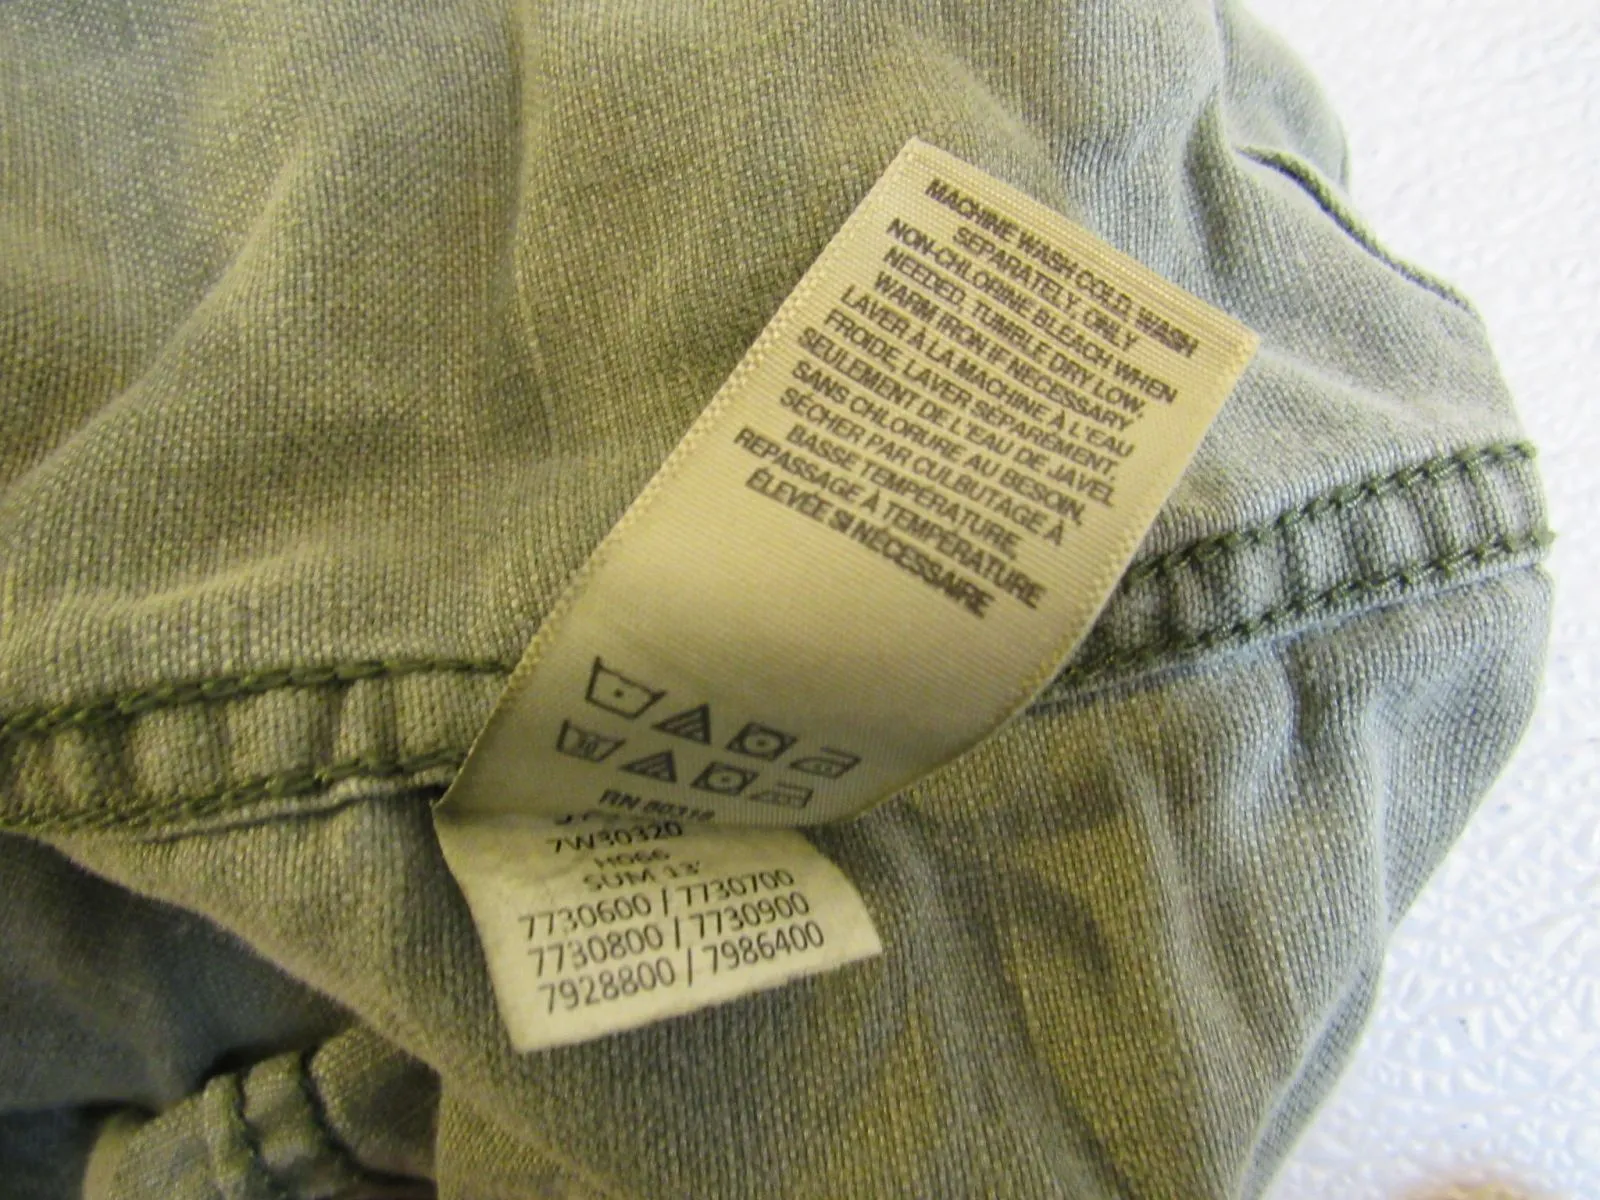 MACHINE WASH COLD, WASH
SEPARATELY, ONLY
NON-CHLORINE BLEACH WHEN
NEEDED, TUMBLE DRY LOW,
WARM IRON IF NECESSARY
LAVER À LA MACHINE À L'EAU
FROIDE, LAVER SÉPARÉMENT,
SEULEMENT DE L'EAU DE JAVEL
SANS CHLORURE AU BESOIN,
SÉCHER PAR CULBUTAGE À
BASSE TEMPÉRATURE,
REPASSAGE À TEMPÉRATURE
ÉLEVÉE SI NÉCESSAIRE
30
RN 80318
7W30320
H066
SUM 13'
7730600 / 7730700
7730800 / 7730900
7928800 / 7986400